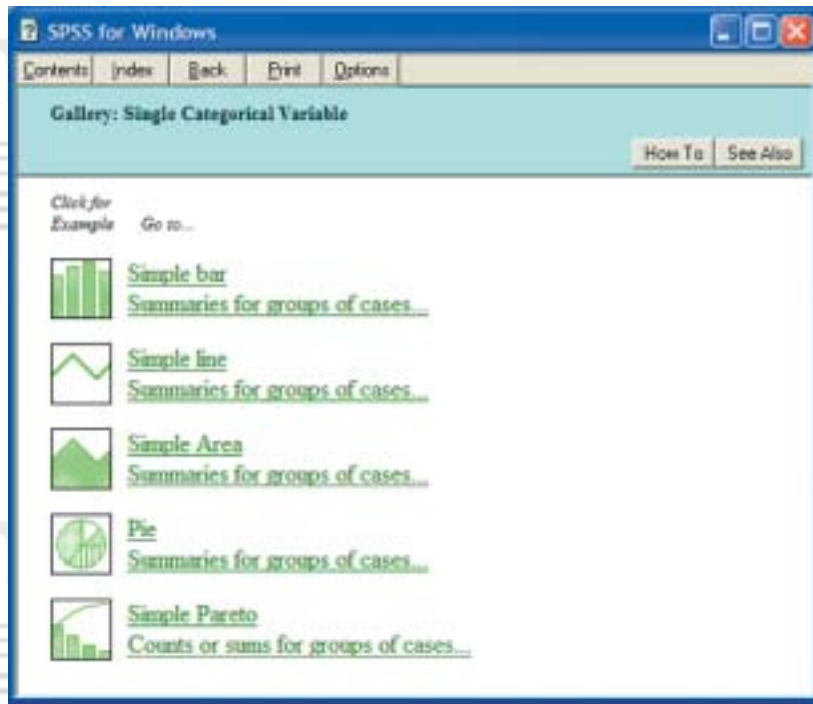 SPSS for Windows
Contents Index Back Print Options
Gallery: Single Categorical Variable
How To See Also
Click for
Example Go to...
Simple bar
Summaries for groups of cases...
Simple line
Summaries for groups of cases...
Simple Area
Summaries for groups of cases...
Pie
Summaries for groups of cases...
Simple Pareto
Counts or sums for groups of cases...